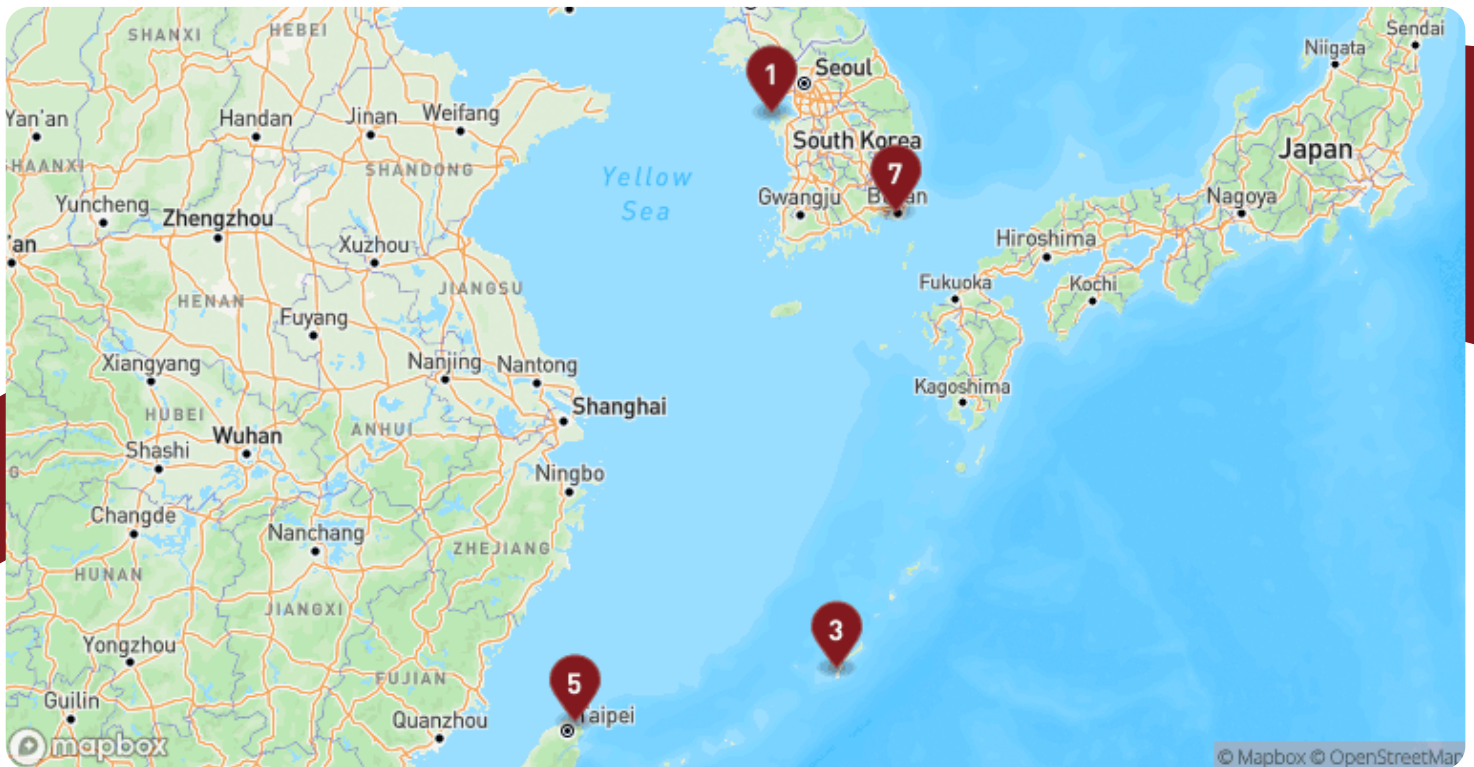 SHANXI
HEBEI
Sendai
Niigata
1
Seoul
Yan'an
Handan
Jinan
Weifang
South Korea
Japan
SHANDONG
Yellow
Sea
7
Yuncheng
Zhengzhou
Gwangju
Nagoya
Xuzhou
Hiroshima
JIANGSU
Fukuoka
Kochi
HENAN
Fuyang
Xiangyang
Nanjing
Nantong
Kagoshima
HUBEI
Shanghai
Wuhan
ANHUI
Shashi
Ningbo
Changde
Nanchang
ZHEJIANG
HUNAN
JIANGXI
3
Yongzhou
FUJIAN
5
Guilin
Quanzhou
Taipei
mapbox
© Mapbox © OpenStreetMap